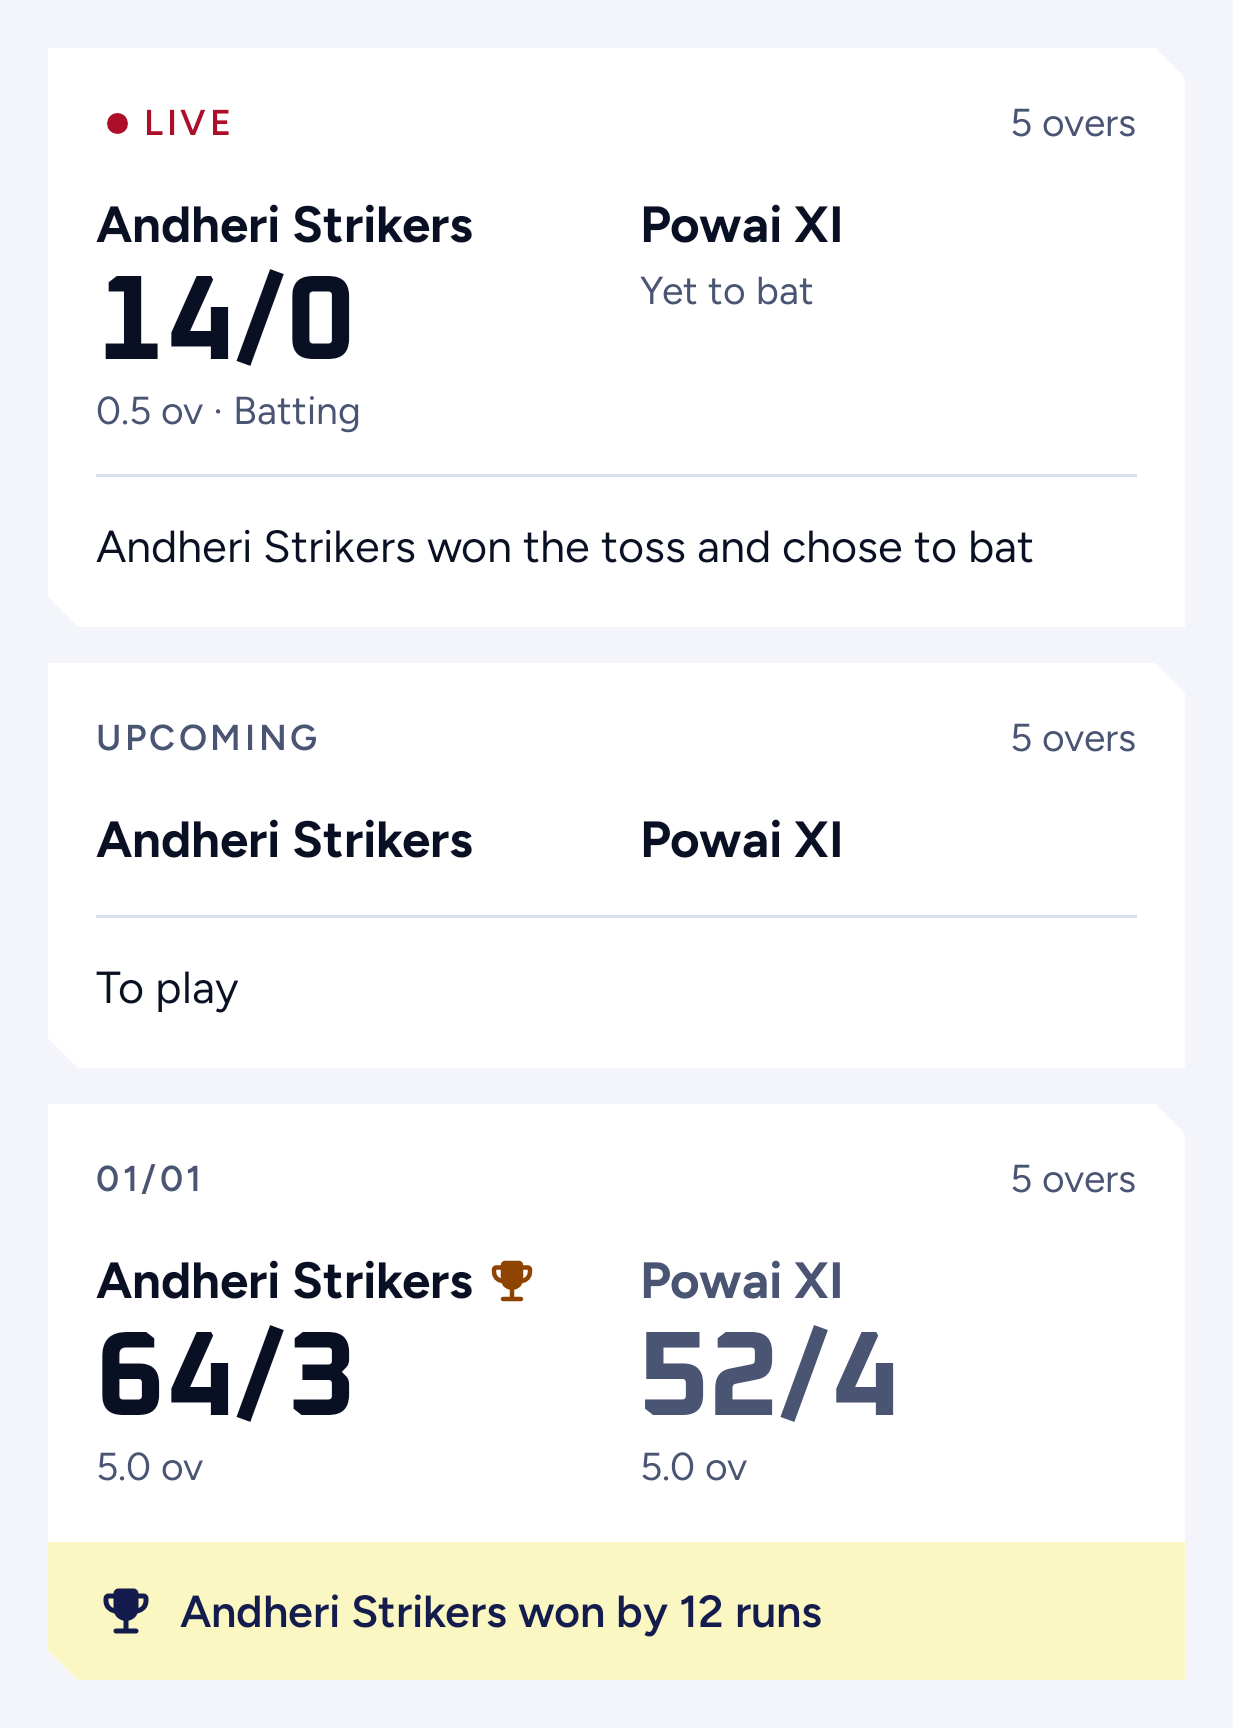 LIVE
5 overs
Andheri Strikers
Powai XI
14/0
Yet to bat
0.5 ov · Batting
Andheri Strikers won the toss and chose to bat
UPCOMING
5 overs
Andheri Strikers
Powai XI
To play
01/01
5 overs
Andheri Strikers
Powai XI
64/3
52/4
5.0 ov
5.0 ov
Andheri Strikers won by 12 runs